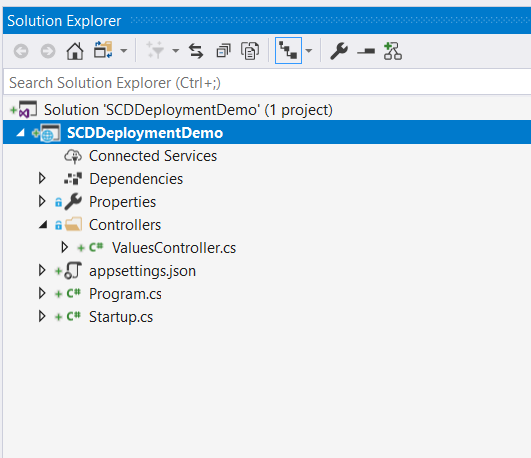 Solution Explorer
Search Solution Explorer (Ctrl+;)
Solution 'SCDDeploymentDemo' (1 project)
SCDDeploymentDemo
Connected Services
Dependencies
Properties
Controllers
C# ValuesController.cs
appsettings.json
C# Program.cs
C# Startup.cs